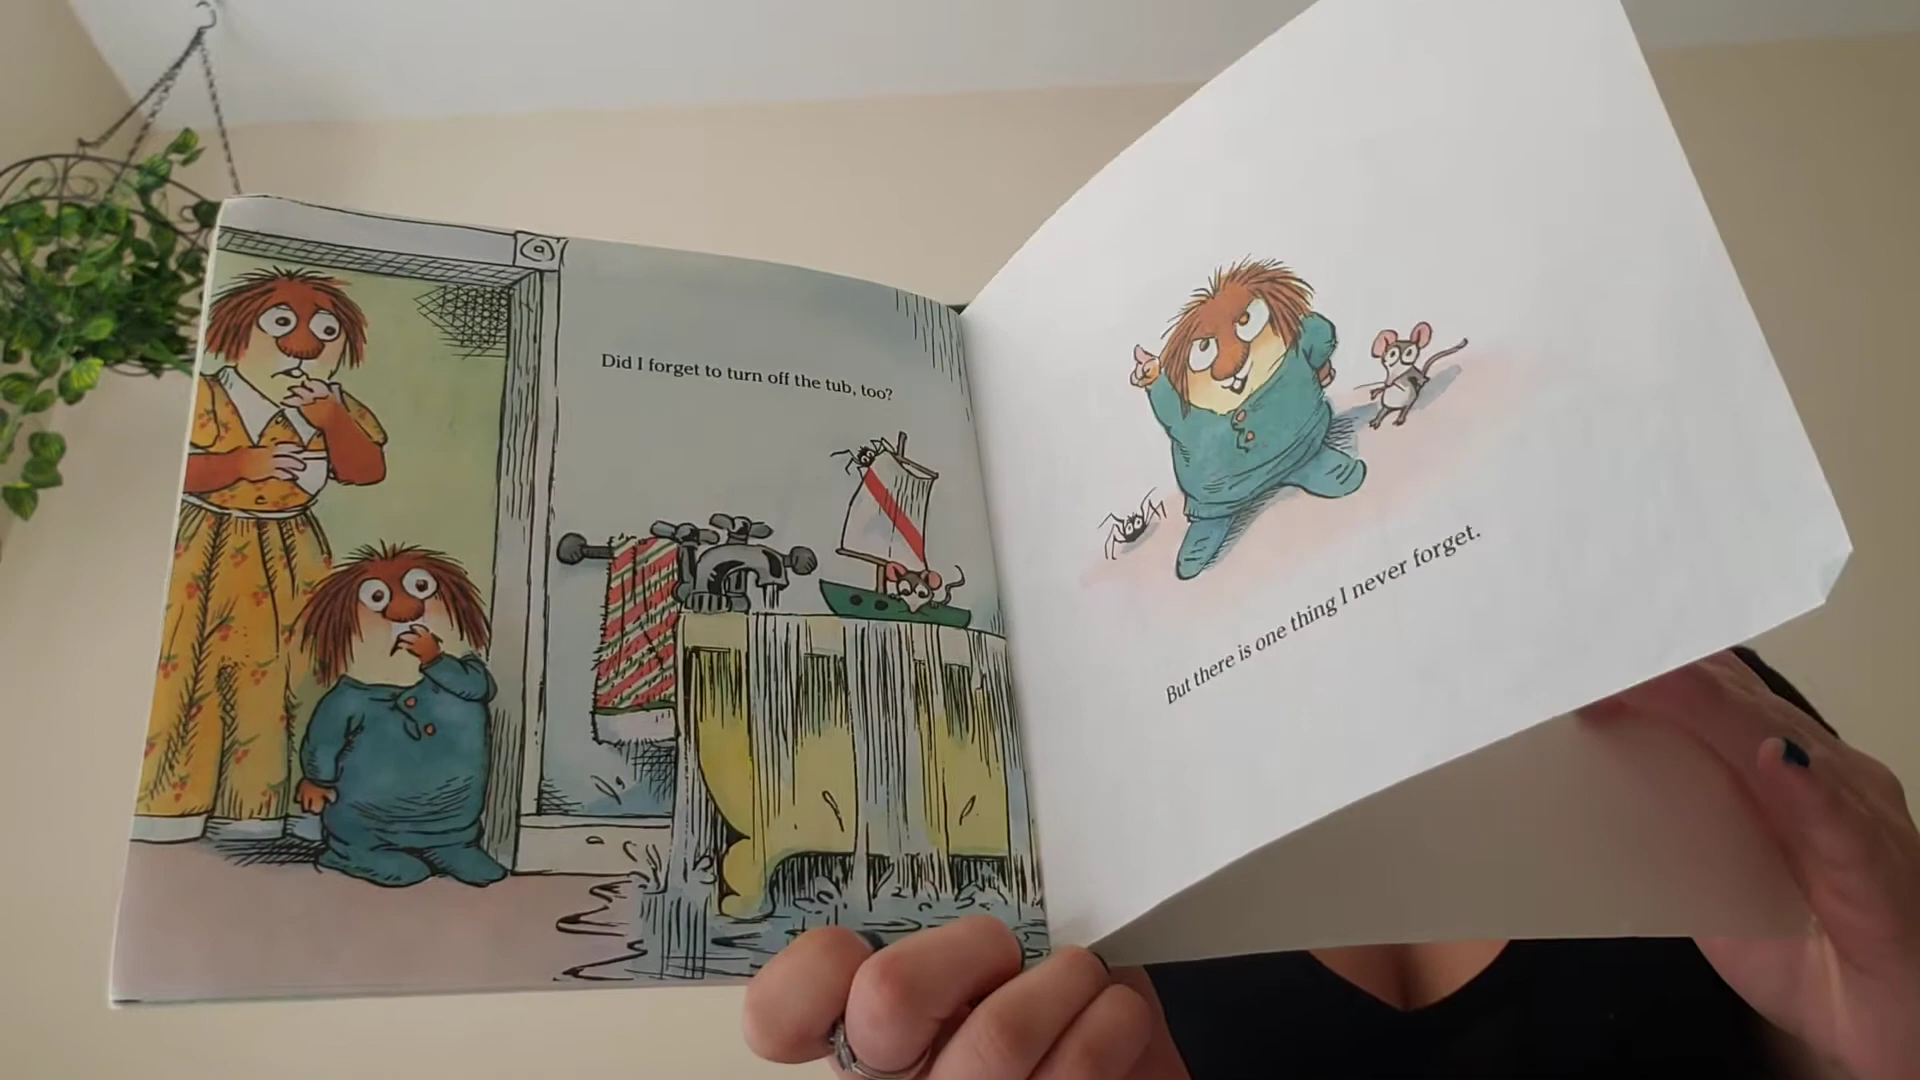 Did I forget to turn off the tub, too?
But there is one thing I never forget.